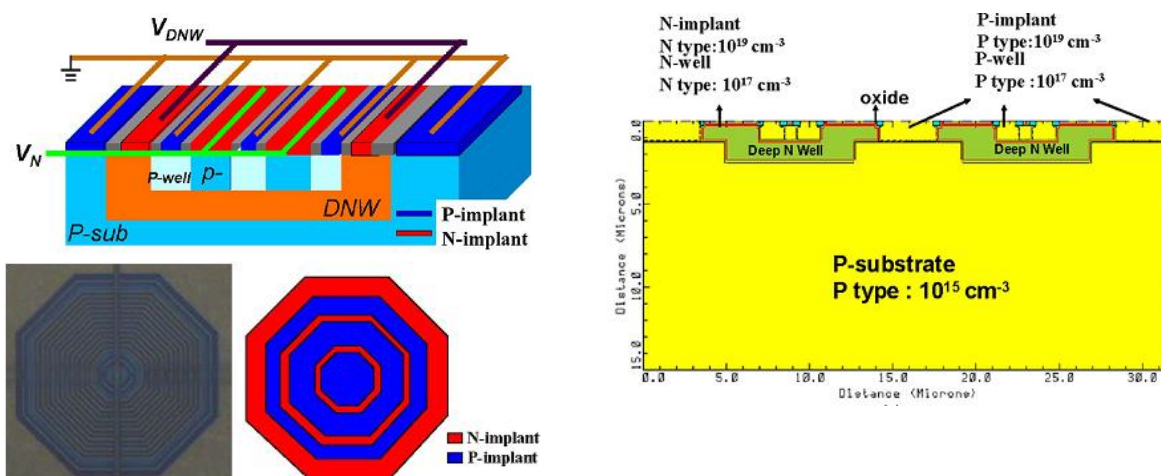 V_DNW
V_N
P-well
p-
DNW
P-sub
P-implant
N-implant
N-implant
P-implant
N-implant
N type:10¹⁹ cm⁻³
N-well
N type:10¹⁷ cm⁻³
P-implant
P type:10¹⁹ cm⁻³
P-well
P type:10¹⁷ cm⁻³
oxide
Deep N Well
Deep N Well
P-substrate
P type : 10¹⁵ cm⁻³
Distance (Microns)
0.0
5.0
10.0
15.0
0.0 5.0 10.0 15.0 20.0 25.0 30.0
Distance (Microns)